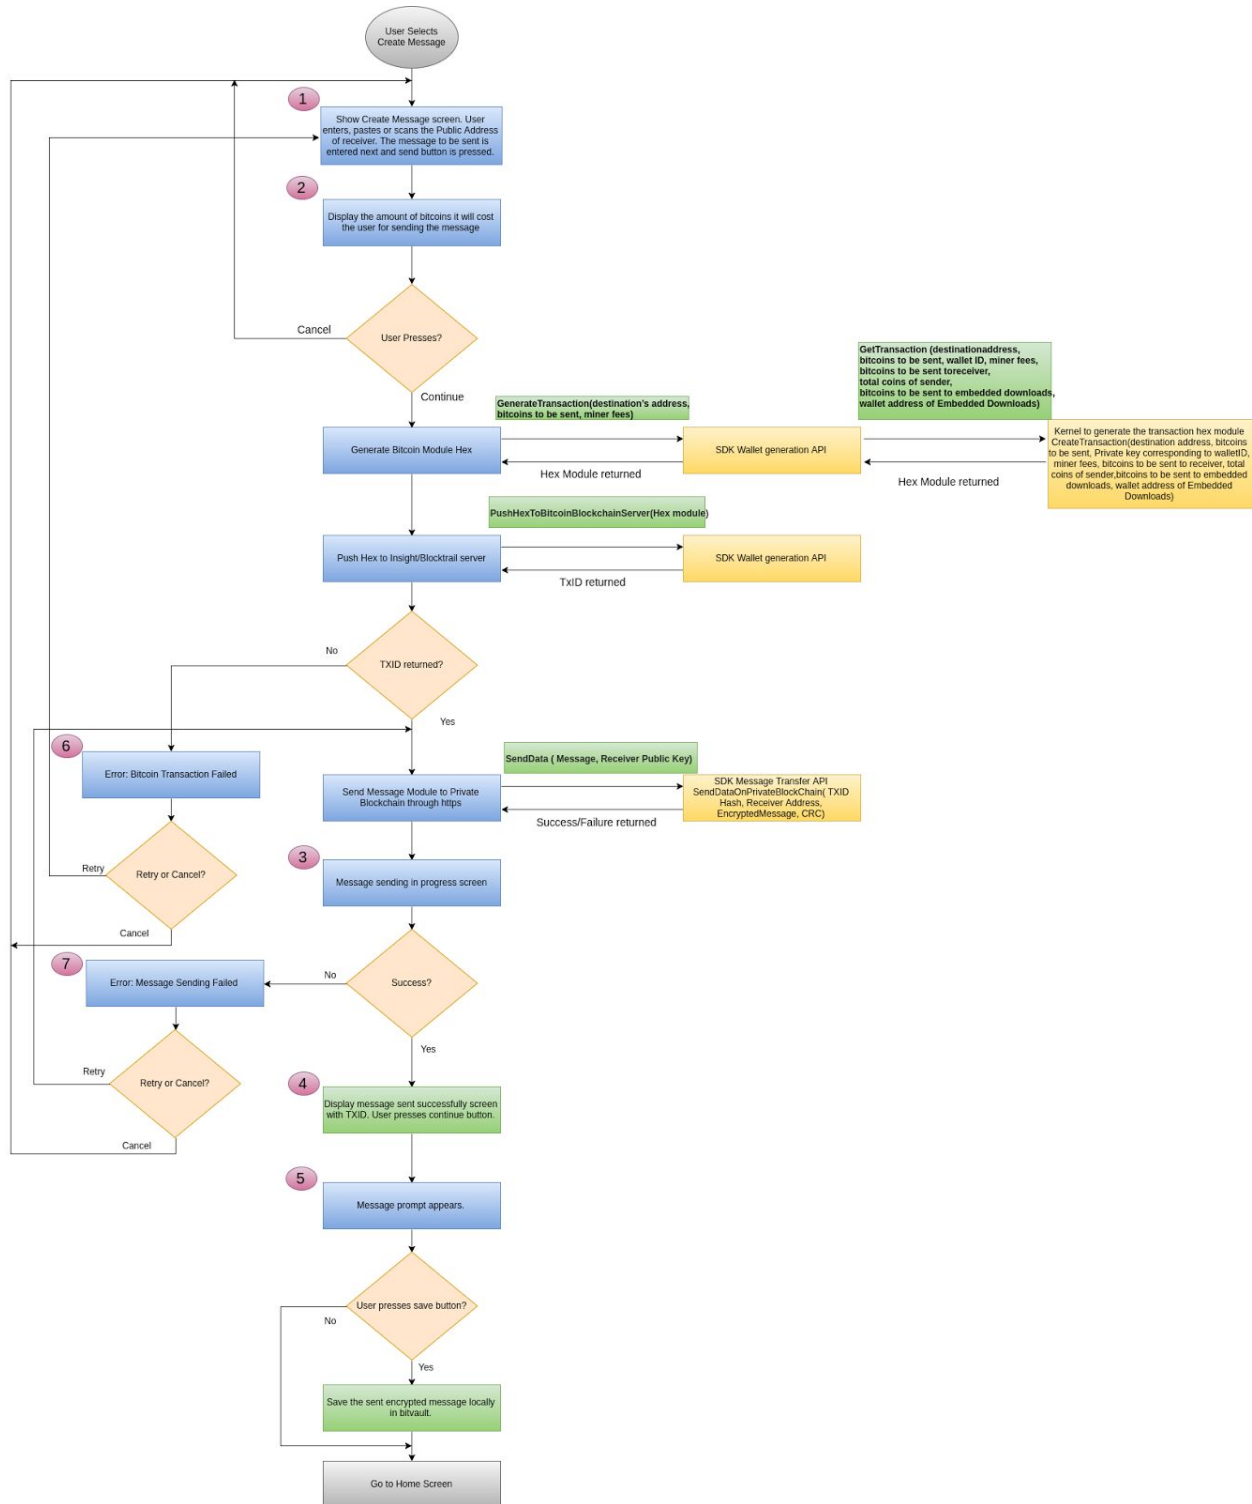 User Selects
Create Message
1
Show Create Message screen. User
enters, pastes or scans the Public Address
of receiver. The message to be sent is
entered next and send button is pressed.
2
Display the amount of bitcoins it will cost
the user for sending the message
User Presses?
Cancel
Continue
GenerateTransaction(destination's address,
bitcoins to be sent, miner fees)
GetTransaction (destinationaddress,
bitcoins to be sent, wallet ID, miner fees,
bitcoins to be sent toreceiver,
total coins of sender,
bitcoins to be sent to embedded downloads,
wallet address of Embedded Downloads)
Generate Bitcoin Module Hex
SDK Wallet generation API
Hex Module returned
Hex Module returned
Kernel to generate the transaction hex module
CreateTransaction(destination address, bitcoins
to be sent, Private key corresponding to walletID,
miner fees, bitcoins to be sent to receiver, total
coins of sender,bitcoins to be sent to embedded
downloads, wallet address of Embedded
Downloads)
PushHexToBitcoinBlockchainServer(Hex module)
Push Hex to Insight/Blocktrail server
SDK Wallet generation API
TxID returned
TXID returned?
No
Yes
6
Error: Bitcoin Transaction Failed
SendData ( Message, Receiver Public Key)
Send Message Module to Private
Blockchain through https
SDK Message Transfer API
SendDataOnPrivateBlockChain( TXID
Hash, Receiver Address,
EncryptedMessage, CRC)
Success/Failure returned
Retry or Cancel?
Retry
Cancel
3
Message sending in progress screen
Success?
No
Yes
7
Error: Message Sending Failed
Retry or Cancel?
Retry
Cancel
4
Display message sent successfully screen
with TXID. User presses continue button.
5
Message prompt appears.
User presses save button?
No
Yes
Save the sent encrypted message locally
in bitvault.
Go to Home Screen